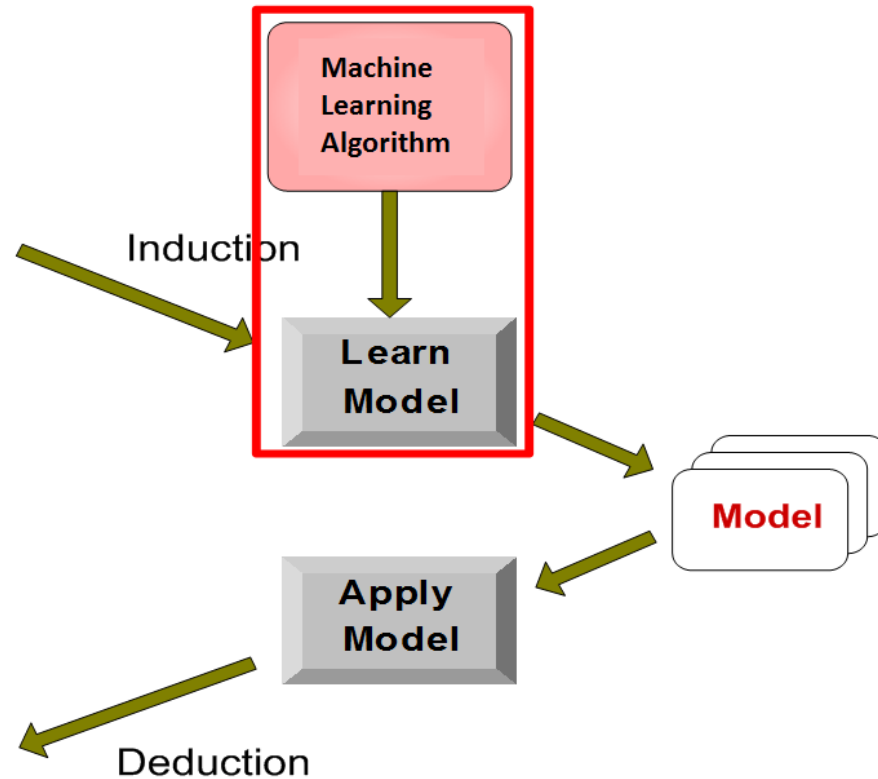 Machine
Learning
Algorithm
Induction
Learn
Model
Model
Apply
Model
Deduction